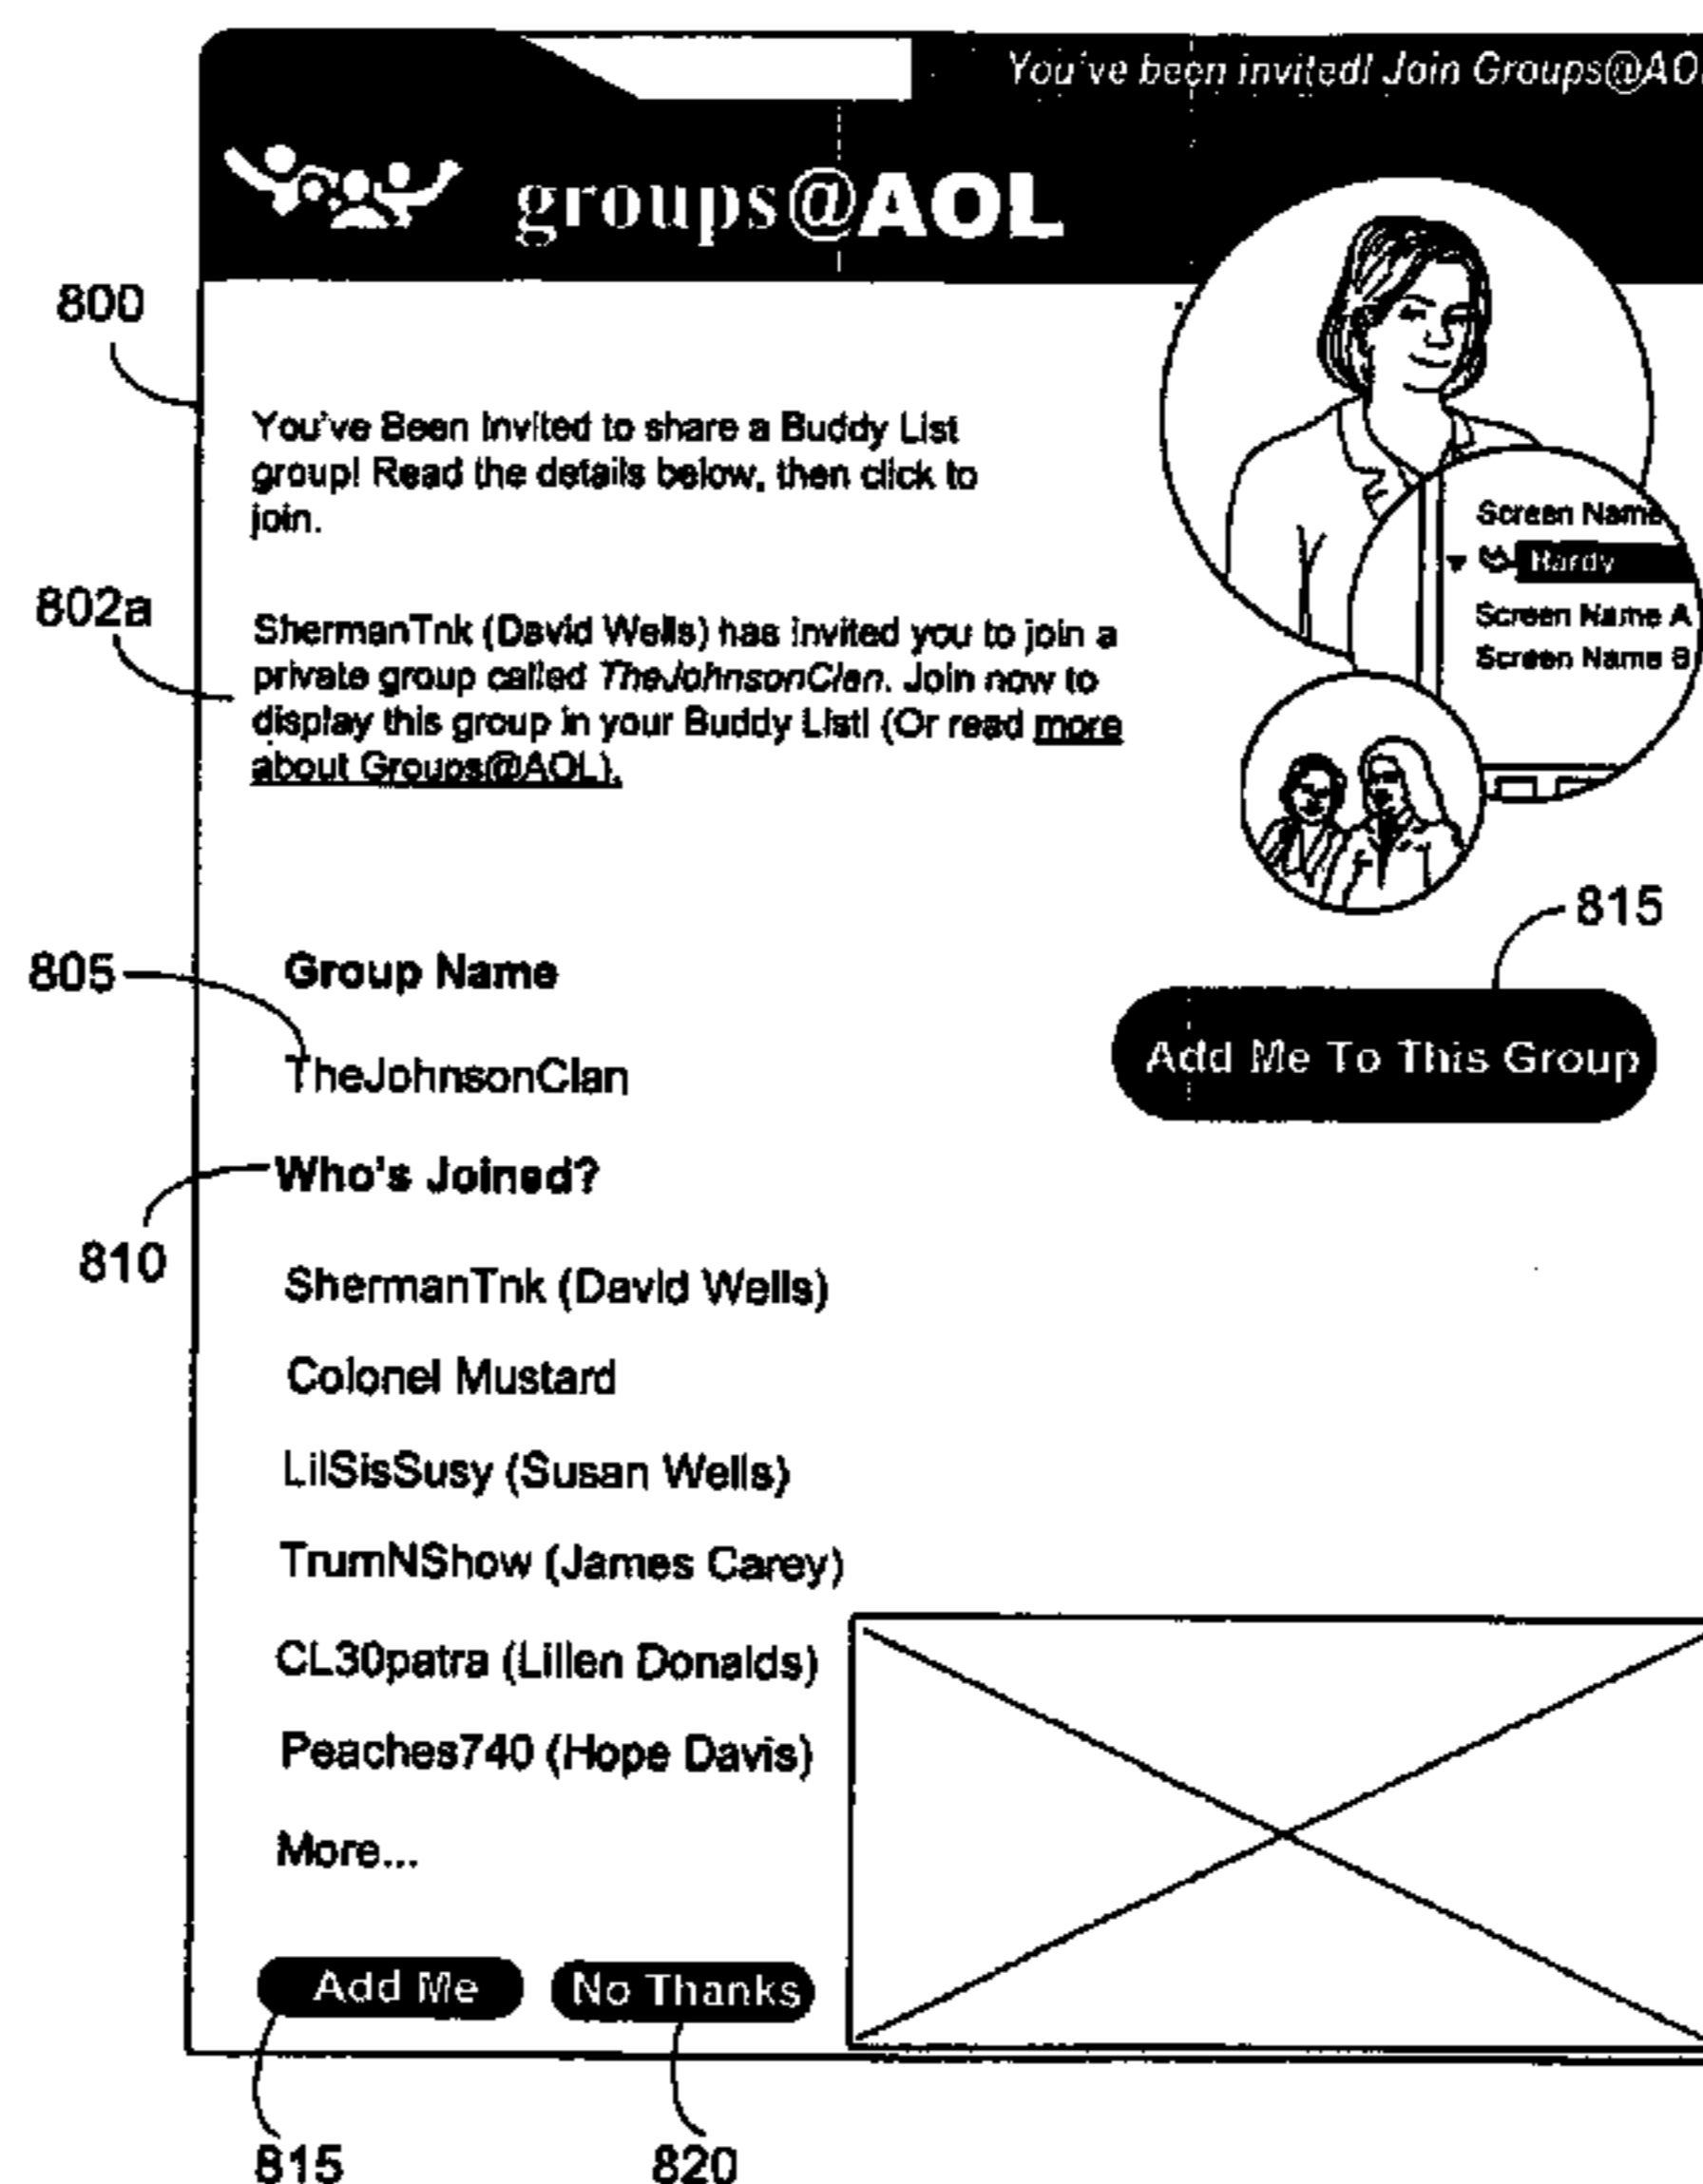 You've been invited! Join Groups@AO
groups@AOL
800
You've Been Invited to share a Buddy List
group! Read the details below, then click to
join.
Screen Name
Hardy
Screen Name A
Screen Name B
802a
ShermanTnk (David Wells) has invited you to join a
private group called TheJohnsonClan. Join now to
display this group in your Buddy List! (Or read more
about Groups@AOL).
815
805
Group Name
TheJohnsonClan
Add Me To This Group
810
Who's Joined?
ShermanTnk (David Wells)
Colonel Mustard
LilSisSusy (Susan Wells)
TrumNShow (James Carey)
CL30patra (Lillen Donalds)
Peaches740 (Hope Davis)
More...
Add Me
No Thanks
815
820